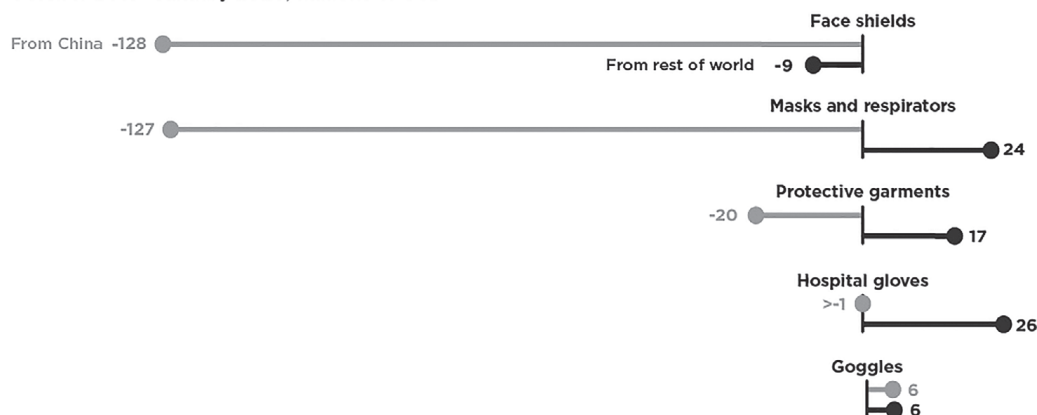 Face shields
From China -128
From rest of world -9
Masks and respirators
-127
24
Protective garments
-20
17
Hospital gloves
>-1
26
Goggles
6
6